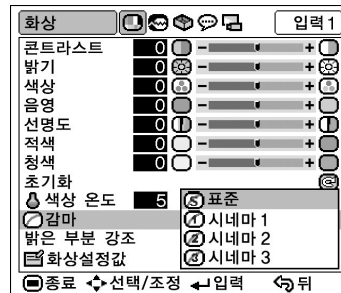 화상 입력 1
콘트라스트 0 - +
밝기 0 - +
색상 0 - +
음영 0 - +
선명도 0 - +
적색 0 - +
청색 0 - +
초기화
색상 온도 5 S 표준
감마 1 시네마 1
밝은 부분 강조 2 시네마 2
화상설정값 3 시네마 3
종료 선택/조정 입력 뒤